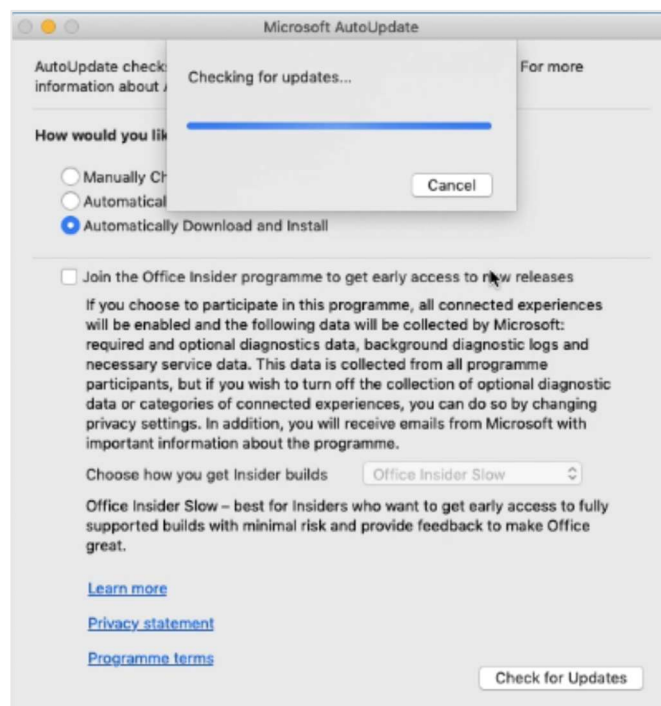 Microsoft AutoUpdate
AutoUpdate check
For more
information about
Checking for updates...
How would you lik
Cancel
Manually Ch
Automatical
Automatically Download and Install
Join the Office Insider programme to get early access to new releases
If you choose to participate in this programme, all connected experiences
will be enabled and the following data will be collected by Microsoft:
required and optional diagnostics data, background diagnostic logs and
necessary service data. This data is collected from all programme
participants, but if you wish to turn off the collection of optional diagnostic
data or categories of connected experiences, you can do so by changing
privacy settings. In addition, you will receive emails from Microsoft with
important information about the programme.
Choose how you get Insider builds
Office Insider Slow
Office Insider Slow – best for Insiders who want to get early access to fully
supported builds with minimal risk and provide feedback to make Office
great.
Learn more
Privacy statement
Programme terms
Check for Updates